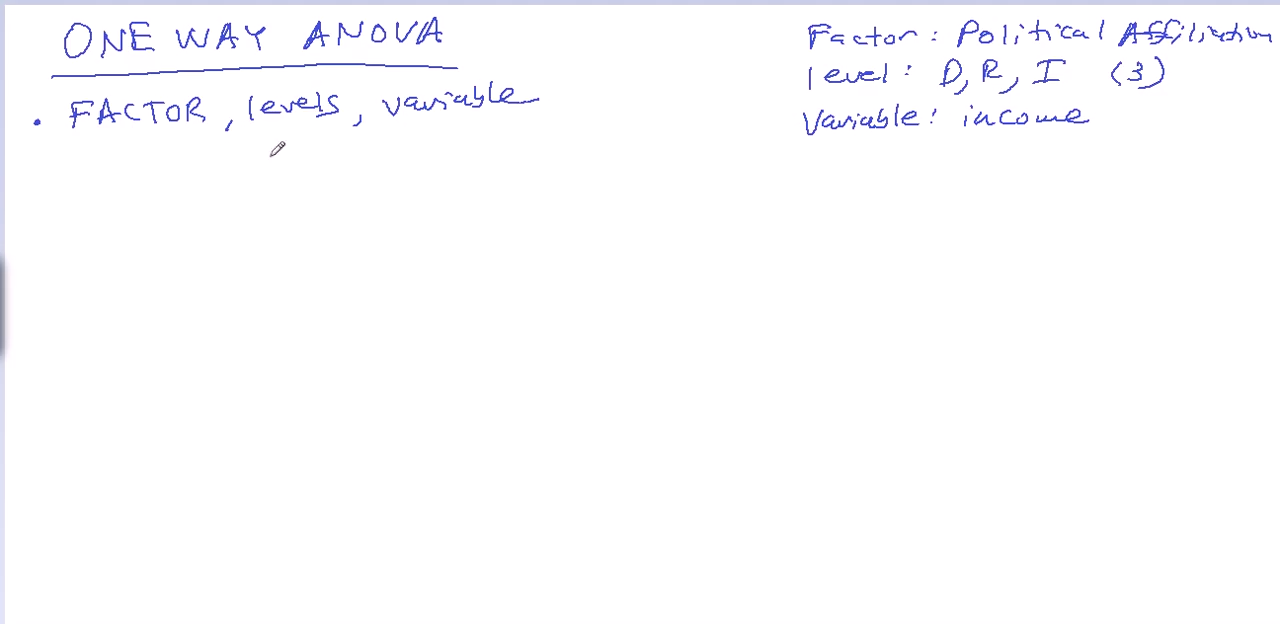 ONE WAY ANOVA
• FACTOR, levels, variable
Factor: Political Affiliation
level: D, R, I (3)
Variable: income